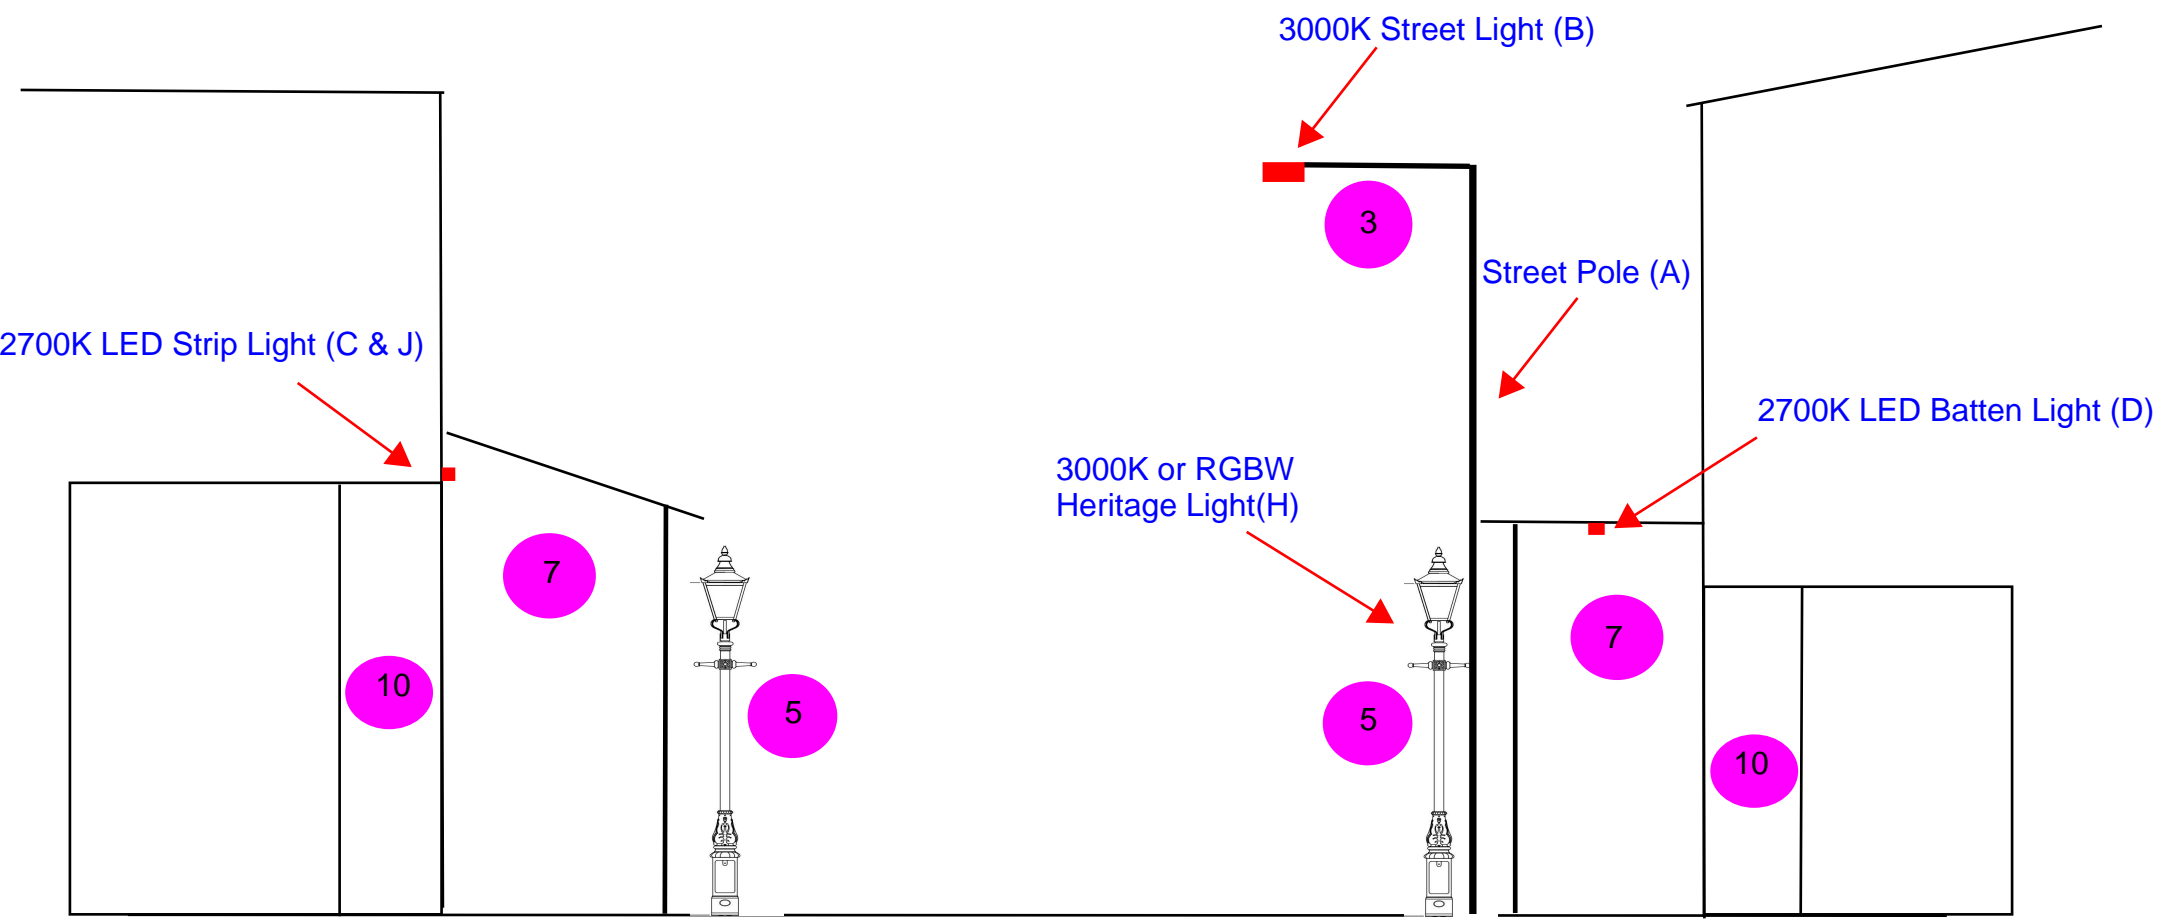 3000K Street Light (B)
3
Street Pole (A)
2700K LED Strip Light (C & J)
2700K LED Batten Light (D)
3000K or RGBW
Heritage Light(H)
7
7
10
5
5
10